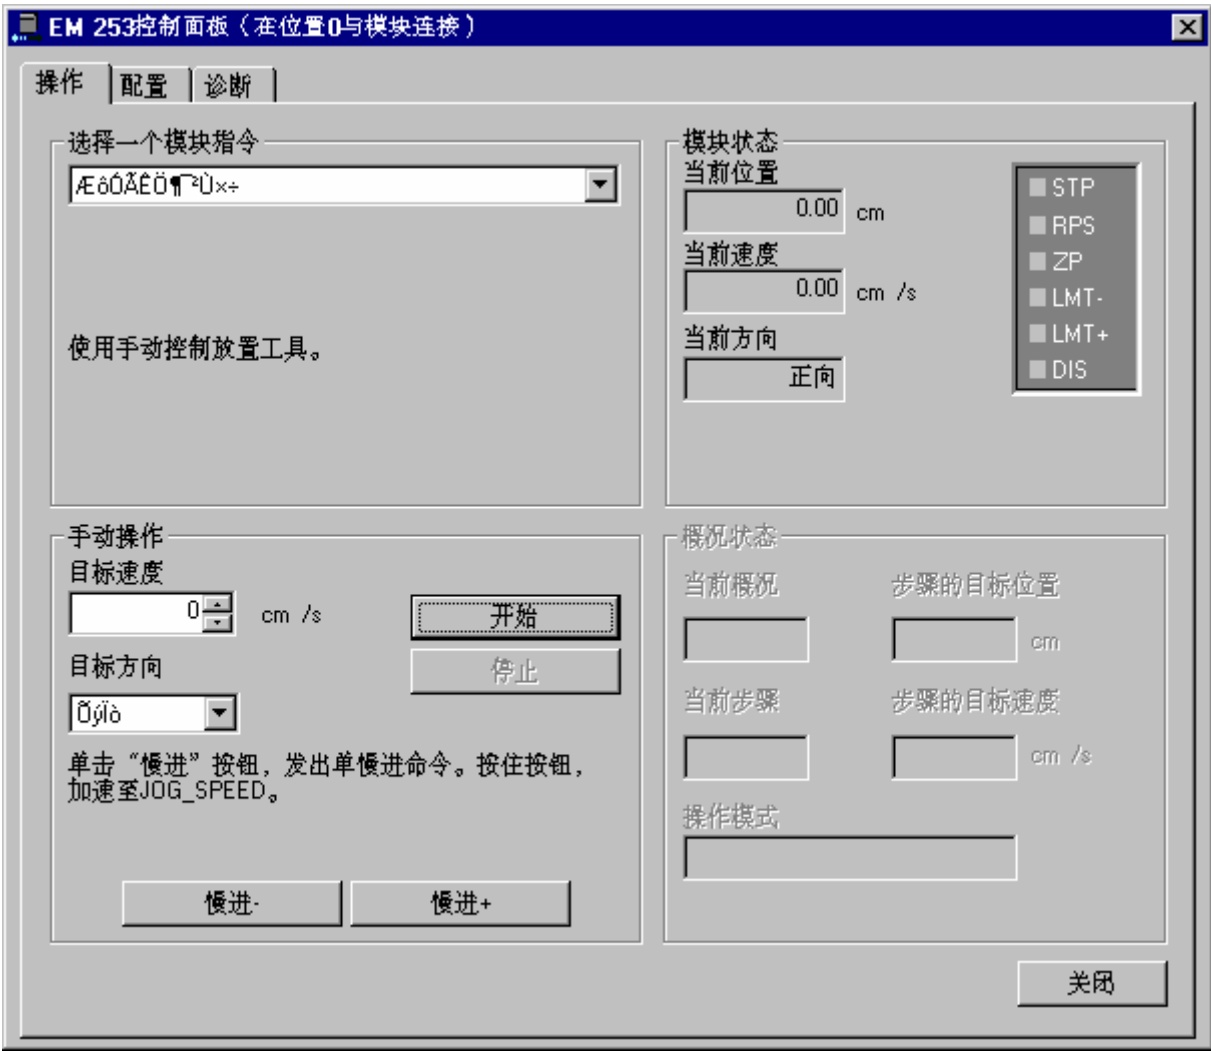 EM 253控制面板（在位置0与模块连接）
操作 配置 诊断
选择一个模块指令
ÆôÓÃÊÖ¶¯²Ù×÷
使用手动控制放置工具。
模块状态
当前位置
0.00 cm
当前速度
0.00 cm /s
当前方向
正向
STP
RPS
ZP
LMT-
LMT+
DIS
手动操作
目标速度
0 cm /s
开始
停止
目标方向
ÕýÏò
单击“慢进”按钮，发出单慢进命令。按住按钮，
加速至JOG_SPEED。
慢进- 慢进+
概况状态
当前概况 步骤的目标位置
cm
当前步骤 步骤的目标速度
cm /s
操作模式
关闭